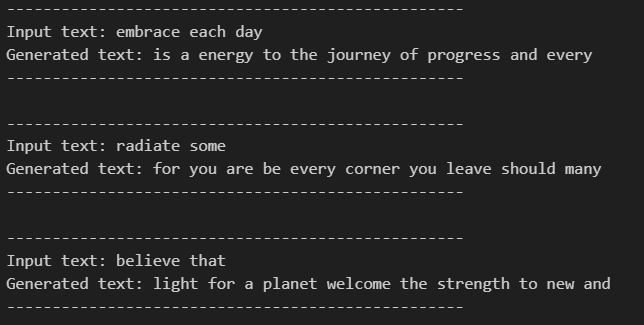 --------------------------------------------------
Input text: embrace each day
Generated text: is a energy to the journey of progress and every
--------------------------------------------------

--------------------------------------------------
Input text: radiate some
Generated text: for you are be every corner you leave should many
--------------------------------------------------

--------------------------------------------------
Input text: believe that
Generated text: light for a planet welcome the strength to new and
--------------------------------------------------